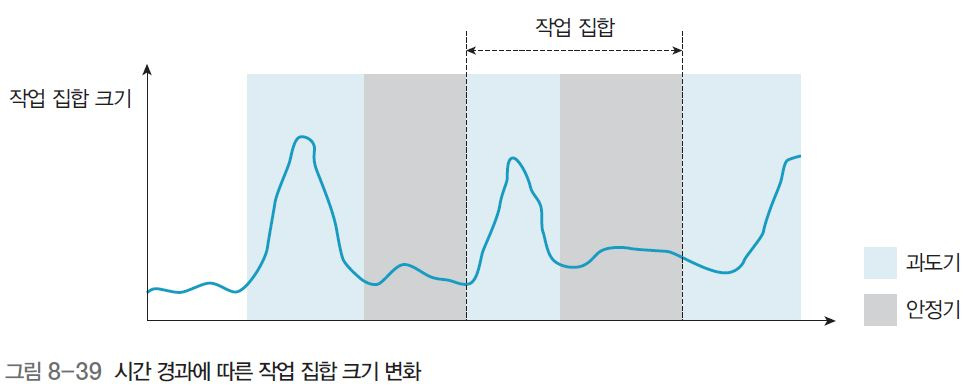 작업 집합
작업 집합 크기
과도기
안정기
그림 8-39 시간 경과에 따른 작업 집합 크기 변화